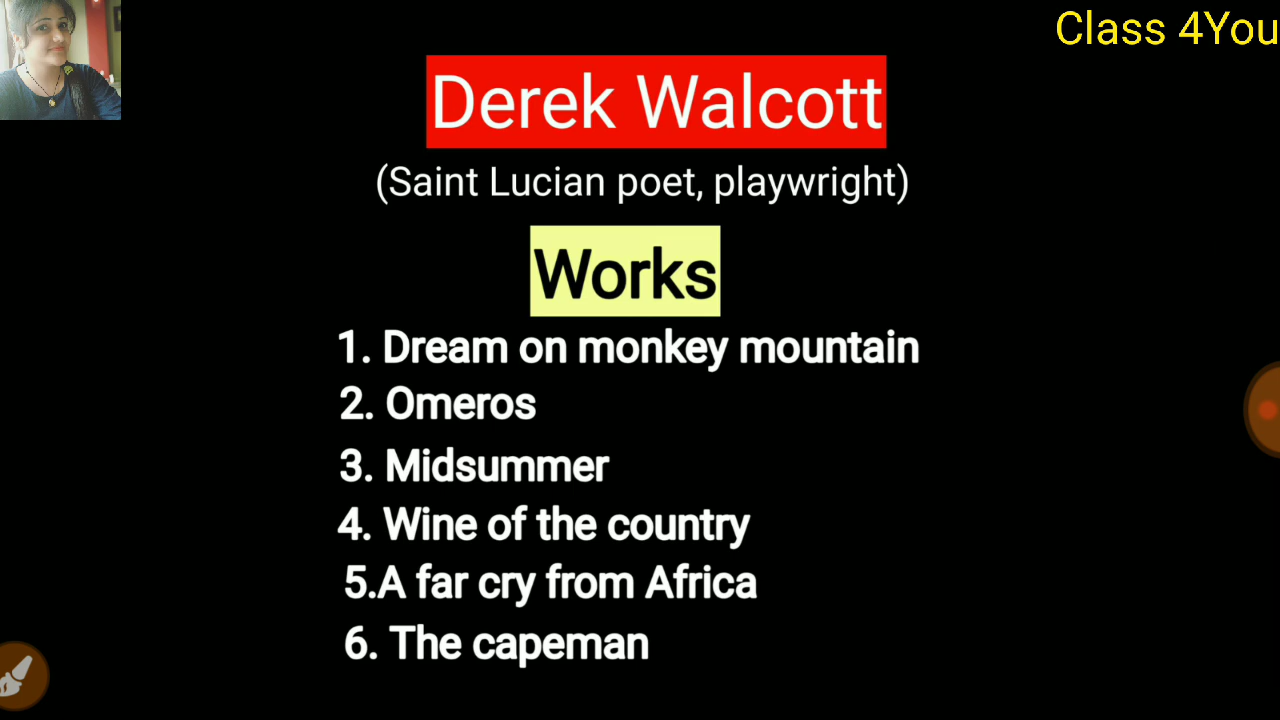 Class 4You
Derek Walcott
(Saint Lucian poet, playwright)
Works
1. Dream on monkey mountain
2. Omeros
3. Midsummer
4. Wine of the country
5.A far cry from Africa
6. The capeman